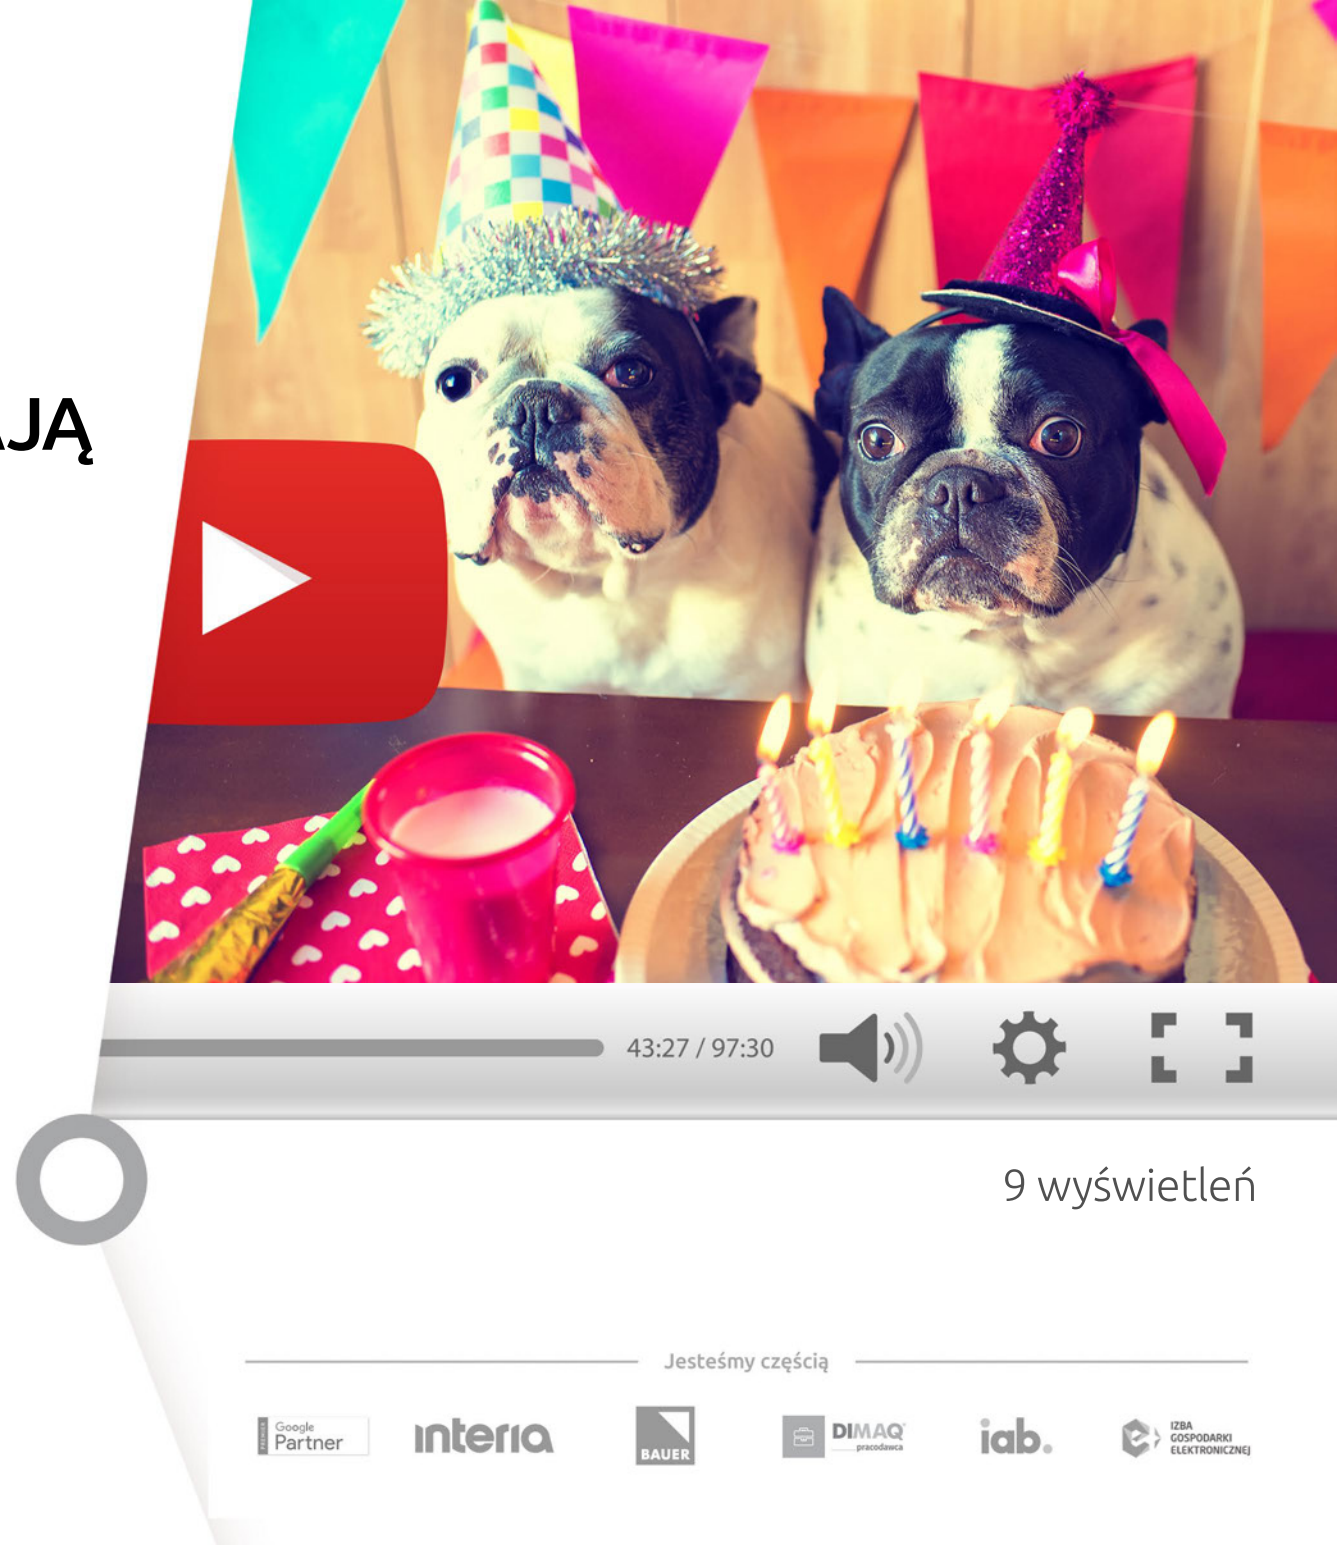 JĄ
43:27 / 97:30
9 wyświetleń
Jesteśmy częścią
PREMIER
Google
Partner
interia
BAUER
DIMAQ
pracodawca
iab.
IZBA
GOSPODARKI
ELEKTRONICZNEJ